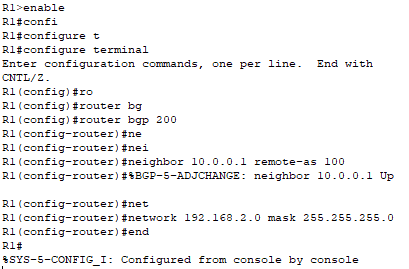 R1>enable
R1#confi
R1#configure t
R1#configure terminal
Enter configuration commands, one per line.  End with
CNTL/Z.
R1(config)#ro
R1(config)#router bg
R1(config)#router bgp 200
R1(config-router)#ne
R1(config-router)#nei
R1(config-router)#neighbor 10.0.0.1 remote-as 100
R1(config-router)#%BGP-5-ADJCHANGE: neighbor 10.0.0.1 Up
R1(config-router)#net
R1(config-router)#network 192.168.2.0 mask 255.255.255.0
R1(config-router)#end
R1#
%SYS-5-CONFIG_I: Configured from console by console